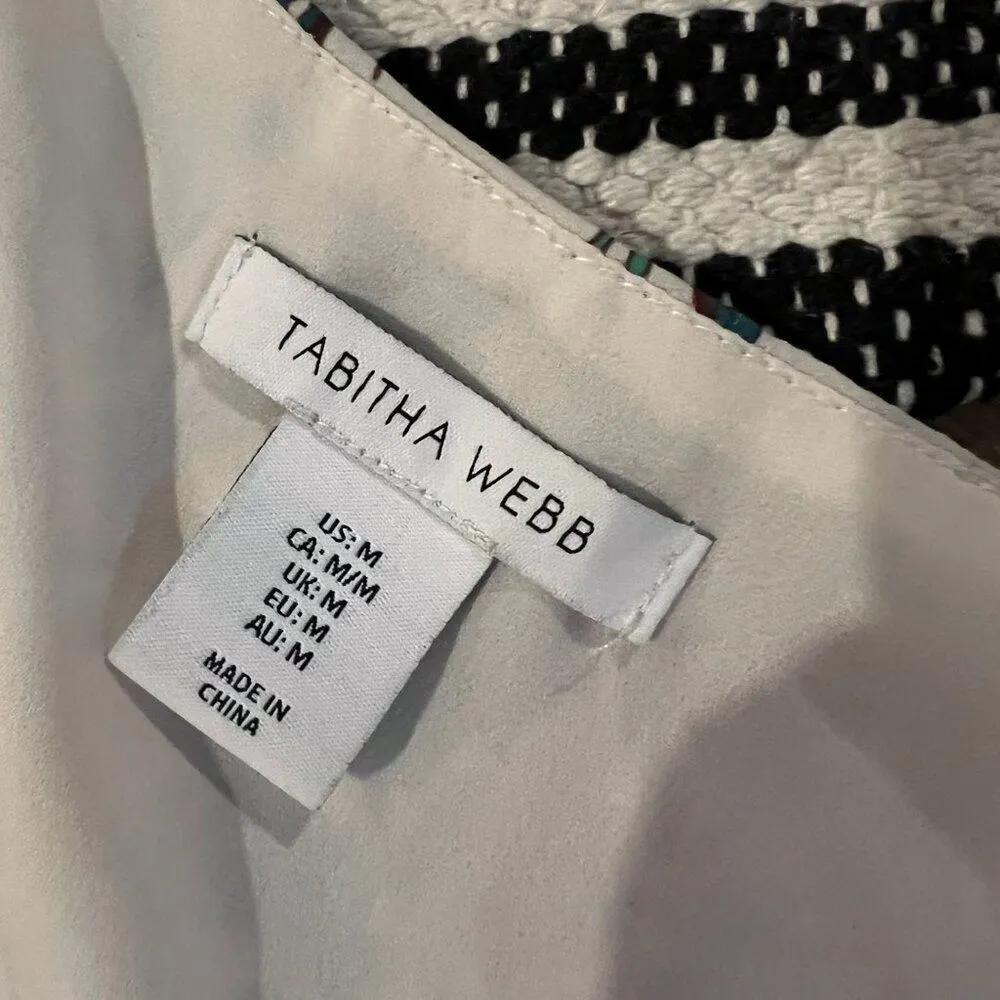 TABITHA WEBB
US: M
CA: M/M
UK: M
EU: M
AU: M
MADE IN
CHINA